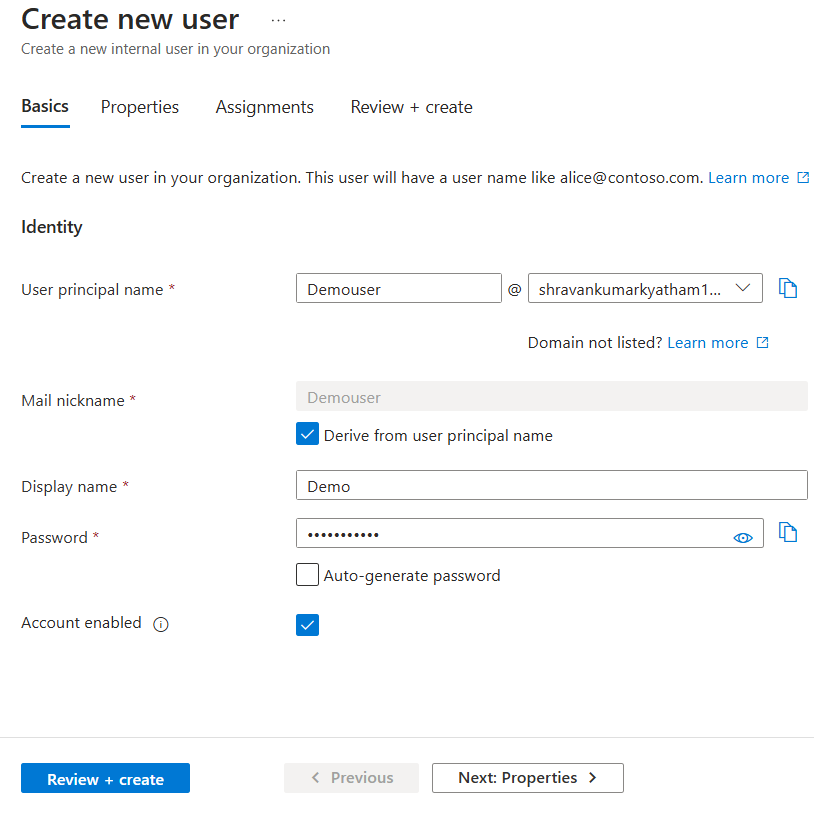 Create new user ...
Create a new internal user in your organization
Basics Properties Assignments Review + create
Create a new user in your organization. This user will have a user name like alice@contoso.com. Learn more
Identity
User principal name * Demouser @ shravankumarkyatham1...
Domain not listed? Learn more
Mail nickname * Demouser
Derive from user principal name
Display name * Demo
Password * •••••••••••
Auto-generate password
Account enabled
Review + create < Previous Next: Properties >